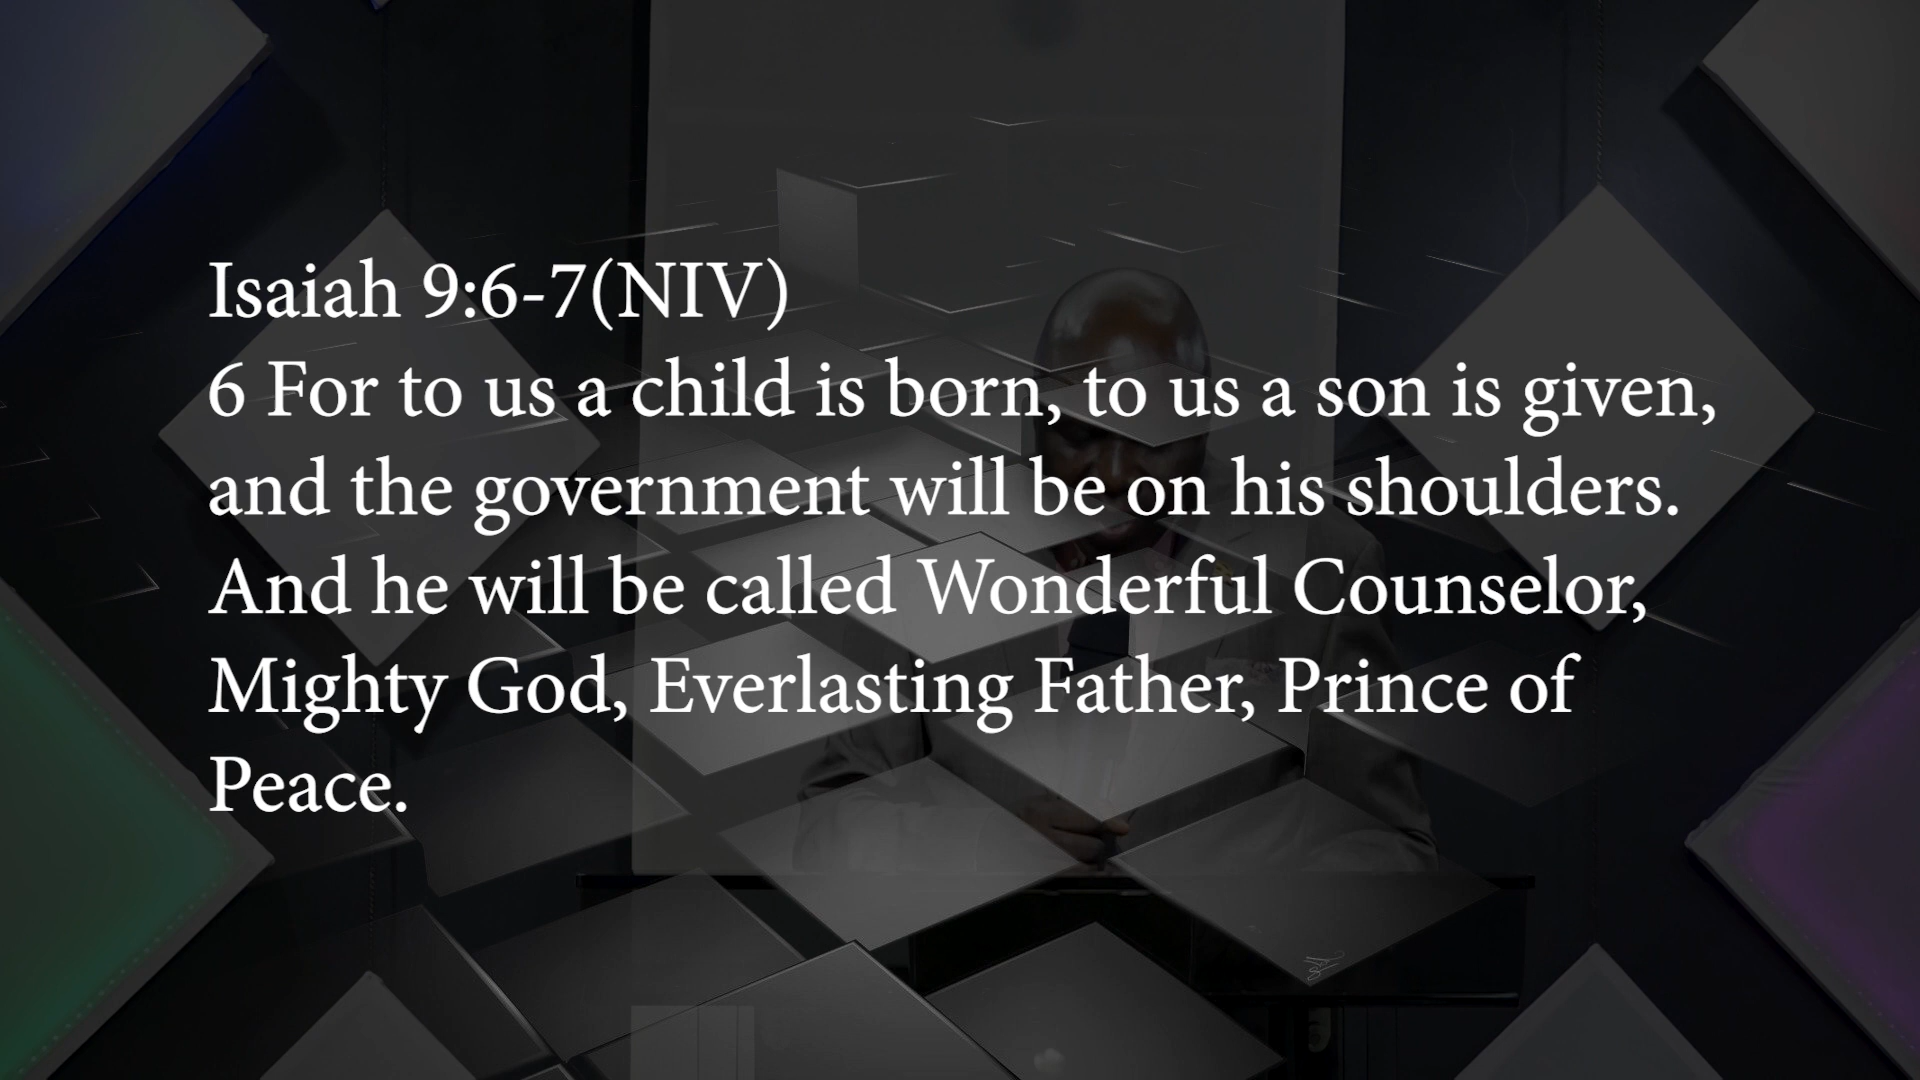 Isaiah 9:6-7(NIV)
6 For to us a child is born, to us a son is given,
and the government will be on his shoulders.
And he will be called Wonderful Counselor,
Mighty God, Everlasting Father, Prince of
Peace.